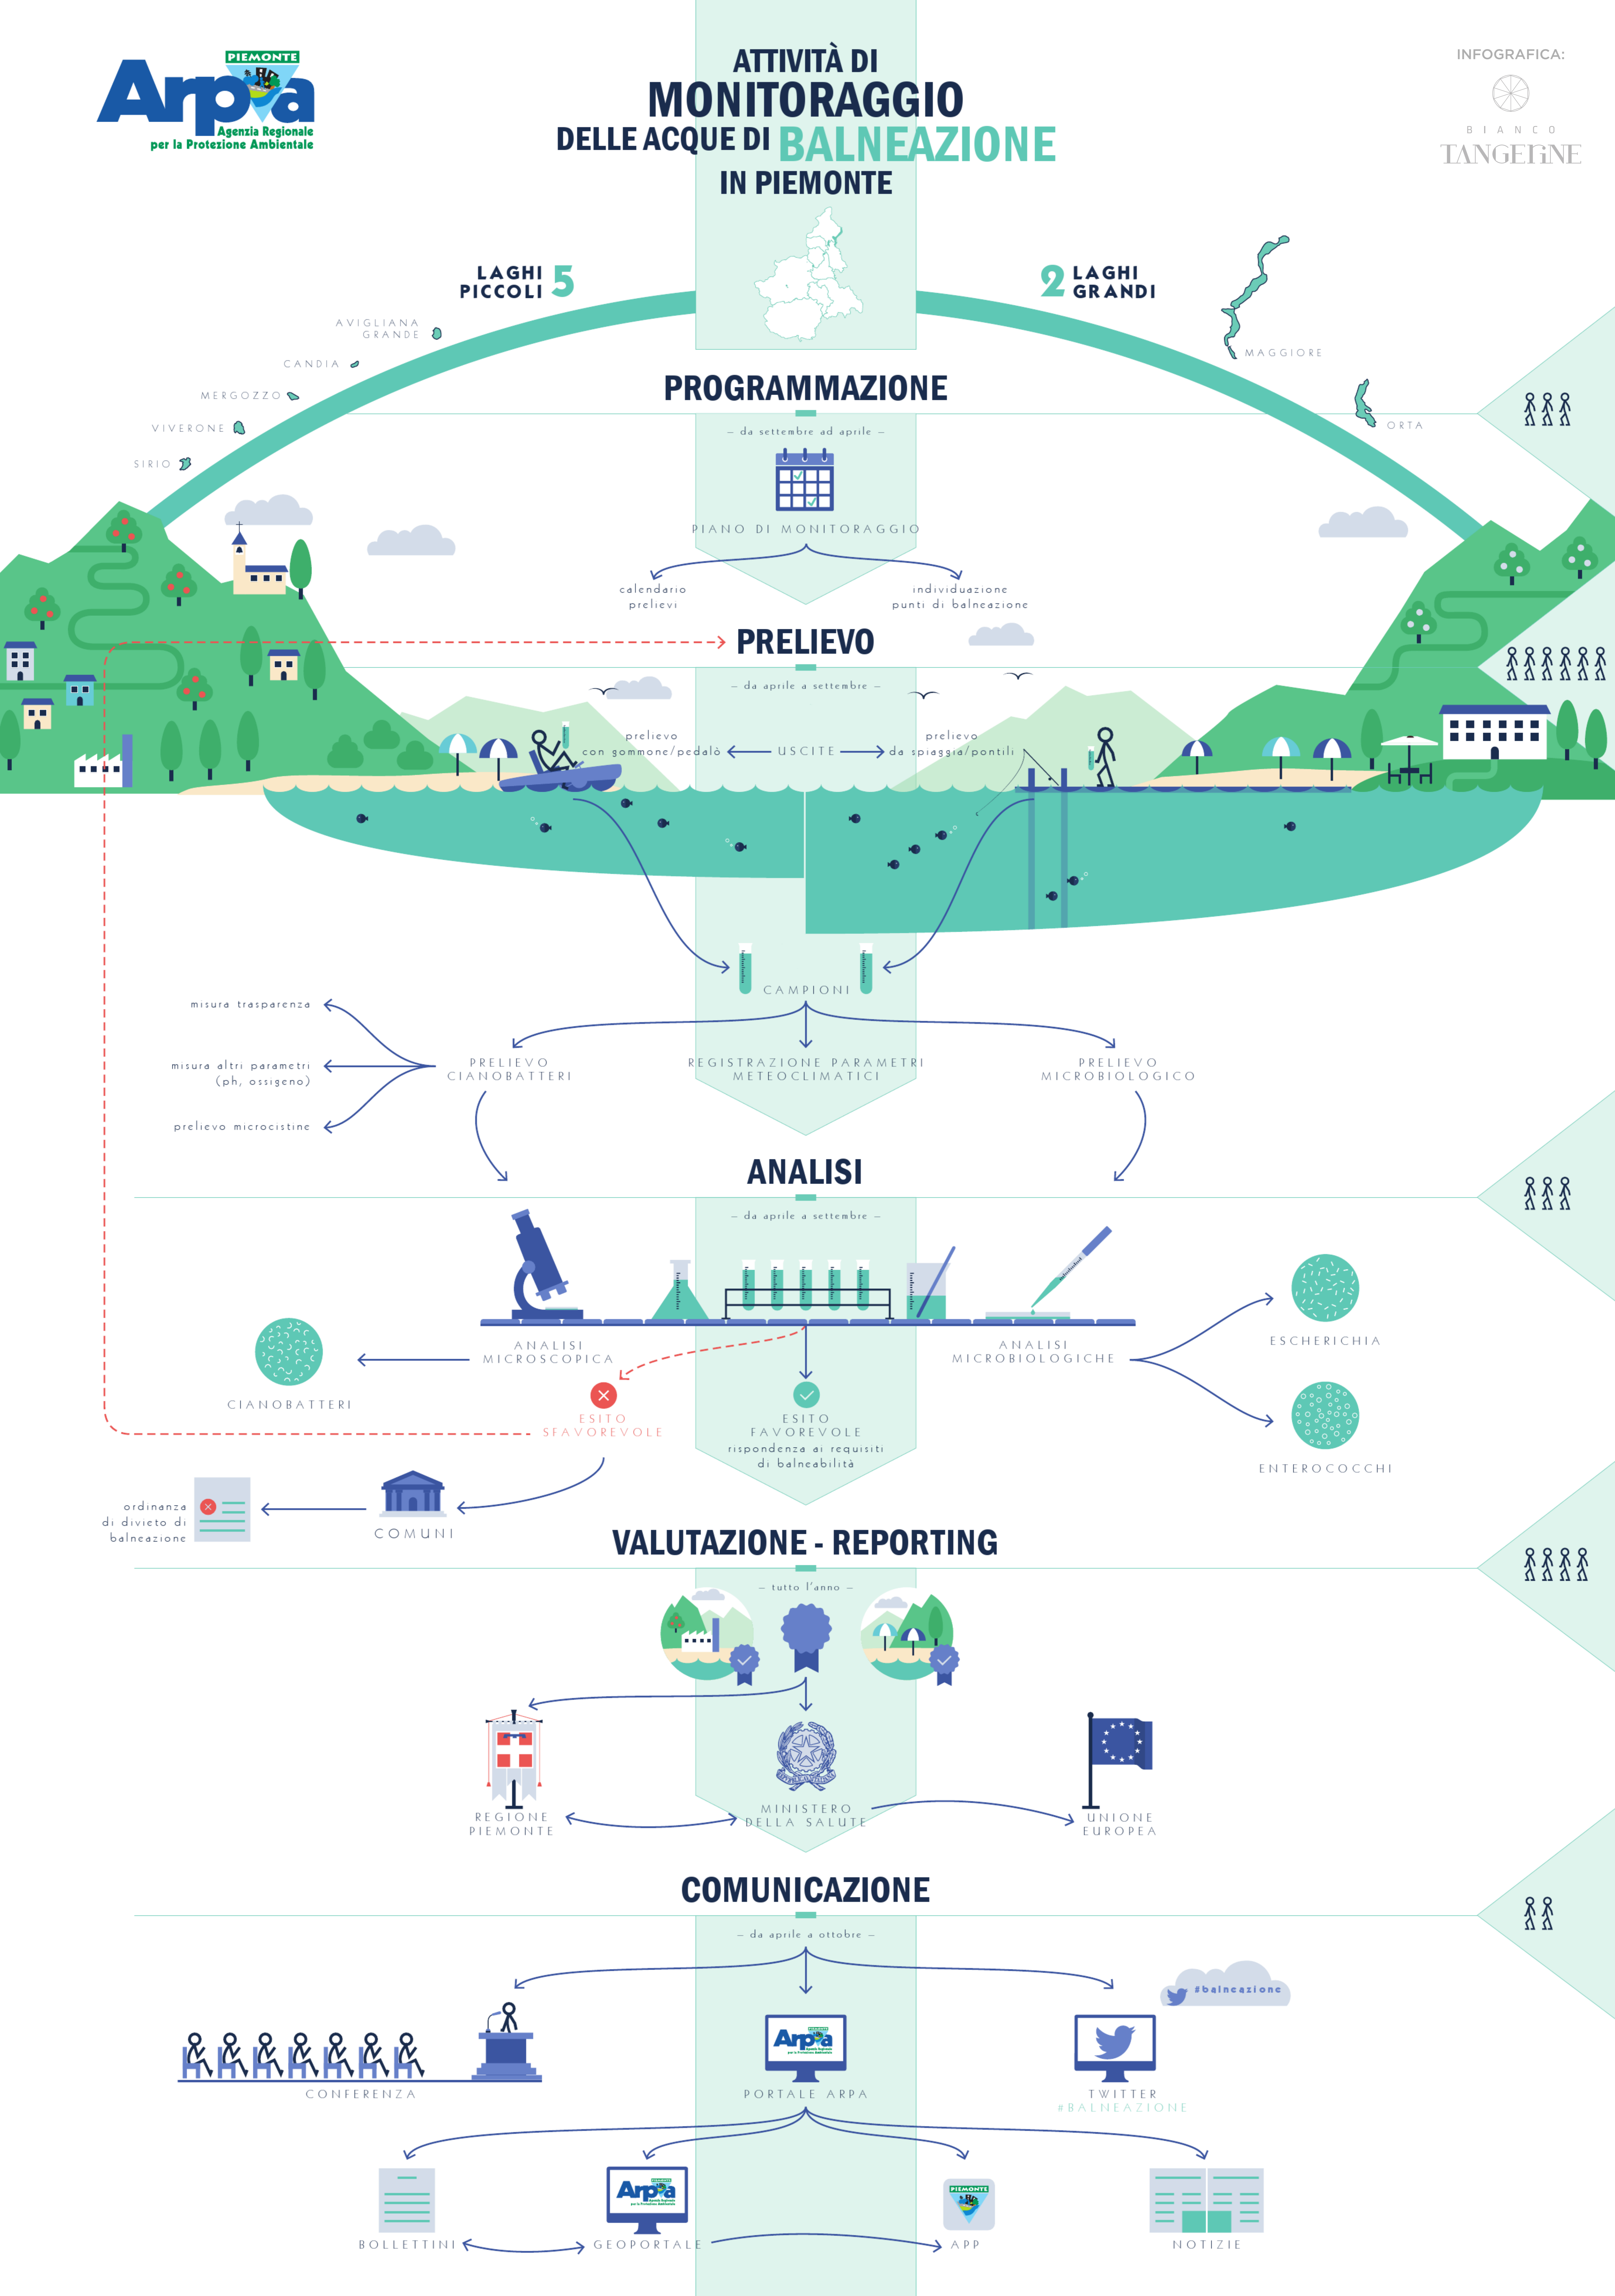 PIEMONTE
Arpa
Agenzia Regionale
per la Protezione Ambientale
ATTIVITÀ DI
MONITORAGGIO
DELLE ACQUE DI BALNEAZIONE
IN PIEMONTE
INFOGRAFICA:
BIANCO
TANGERINE
LAGHI
PICCOLI 5
2 LAGHI
GRANDI
AVIGLIANA
GRANDE
CANDIA
MERGOZZO
VIVERONE
SIRIO
MAGGIORE
ORTA
PROGRAMMAZIONE
– da settembre ad aprile –
PIANO DI MONITORAGGIO
calendario
prelievi
individuazione
punti di balneazione
PRELIEVO
– da aprile a settembre –
prelievo
con gommone/pedalò
USCITE
prelievo
da spiaggia/pontili
CAMPIONI
misura trasparenza
misura altri parametri
(ph, ossigeno)
prelievo microcistine
PRELIEVO
CIANOBATTERI
REGISTRAZIONE PARAMETRI
METEOCLIMATICI
PRELIEVO
MICROBIOLOGICO
ANALISI
– da aprile a settembre –
ANALISI
MICROSCOPICA
ANALISI
MICROBIOLOGICHE
CIANOBATTERI
ESCHERICHIA
ENTEROCOCCHI
ESITO
SFAVOREVOLE
ESITO
FAVOREVOLE
rispondenza ai requisiti
di balneabilità
ordinanza
di divieto di
balneazione
COMUNI
VALUTAZIONE - REPORTING
– tutto l'anno –
REGIONE
PIEMONTE
MINISTERO
DELLA SALUTE
UNIONE
EUROPEA
COMUNICAZIONE
– da aprile a ottobre –
#balneazione
Arpa
CONFERENZA
PORTALE ARPA
TWITTER
#BALNEAZIONE
PIEMONTE
Arpa
PIEMONTE
BOLLETTINI
GEOPORTALE
APP
NOTIZIE